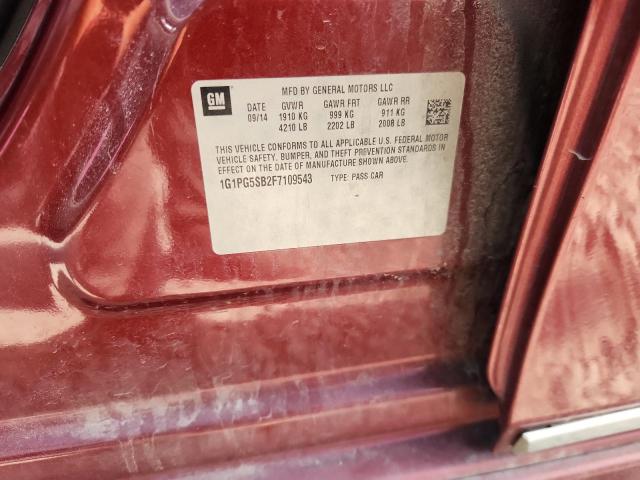 GM
MFD BY GENERAL MOTORS LLC
DATE GVWR GAWR FRT GAWR RR
09/14 1910 KG 999 KG 911 KG
4210 LB 2202 LB 2008 LB
THIS VEHICLE CONFORMS TO ALL APPLICABLE U.S. FEDERAL MOTOR
VEHICLE SAFETY, BUMPER, AND THEFT PREVENTION STANDARDS IN
EFFECT ON THE DATE OF MANUFACTURE SHOWN ABOVE.
1G1PG5SB2F7109543 TYPE: PASS CAR